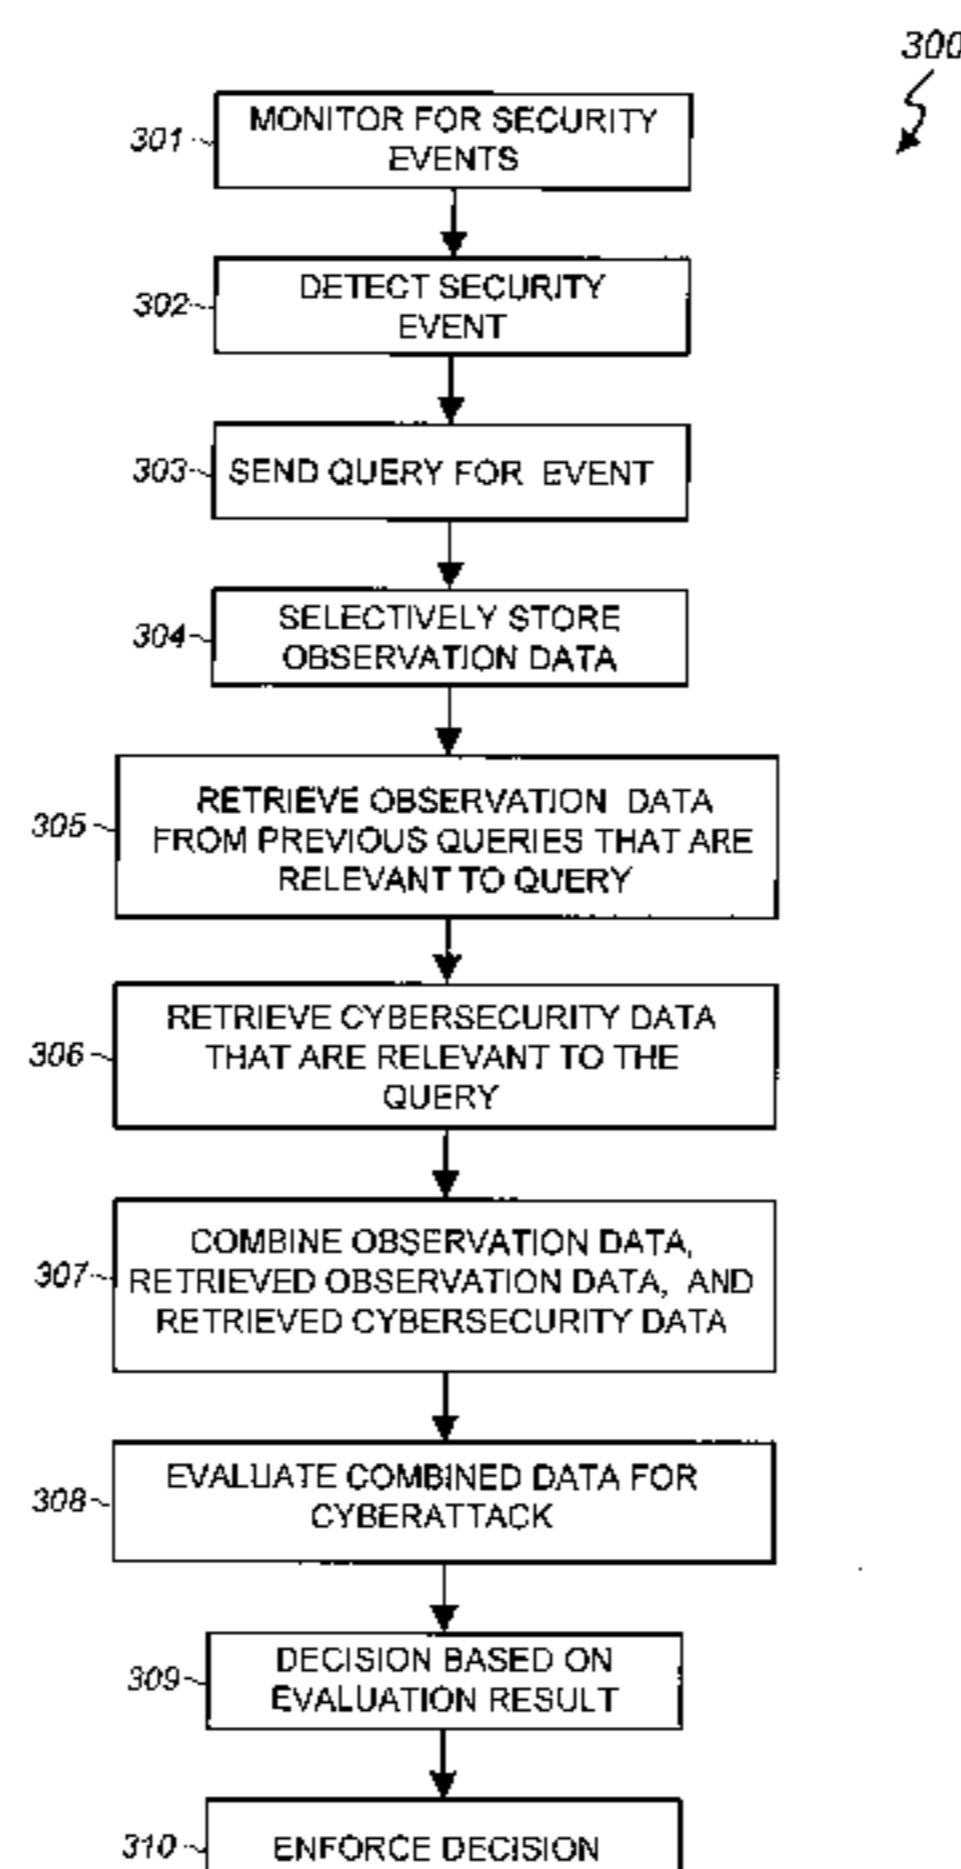 300
301
MONITOR FOR SECURITY
EVENTS
302
DETECT SECURITY
EVENT
303
SEND QUERY FOR EVENT
304
SELECTIVELY STORE
OBSERVATION DATA
305
RETRIEVE OBSERVATION DATA
FROM PREVIOUS QUERIES THAT ARE
RELEVANT TO QUERY
306
RETRIEVE CYBERSECURITY DATA
THAT ARE RELEVANT TO THE
QUERY
307
COMBINE OBSERVATION DATA,
RETRIEVED OBSERVATION DATA, AND
RETRIEVED CYBERSECURITY DATA
308
EVALUATE COMBINED DATA FOR
CYBERATTACK
309
DECISION BASED ON
EVALUATION RESULT
310
ENFORCE DECISION